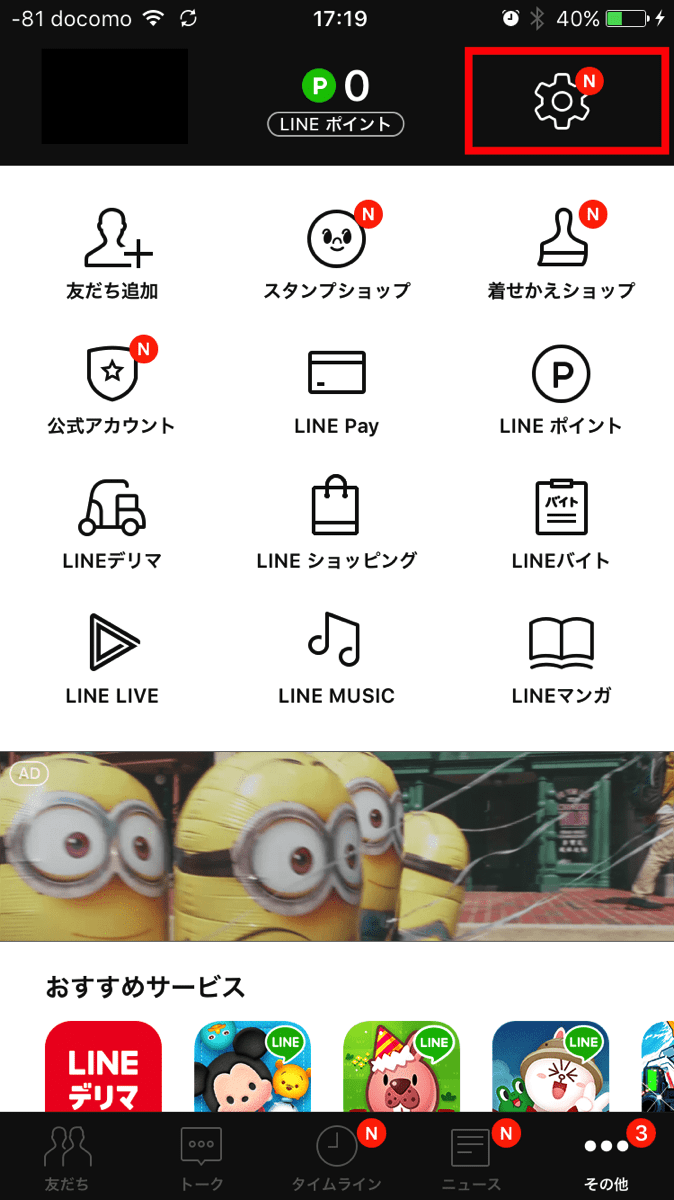 -81 docomo 17:19 40%
P 0
LINE ポイント
N
N
N
友だち追加 スタンプショップ 着せかえショップ
N
P
公式アカウント LINE Pay LINE ポイント
バイト
LINEデリマ LINE ショッピング LINEバイト
LINE LIVE LINE MUSIC LINEマンガ
AD
おすすめサービス
LINE
デリマ
LINE
LINE
LINE
N
N
3
友だち トーク タイムライン ニュース その他